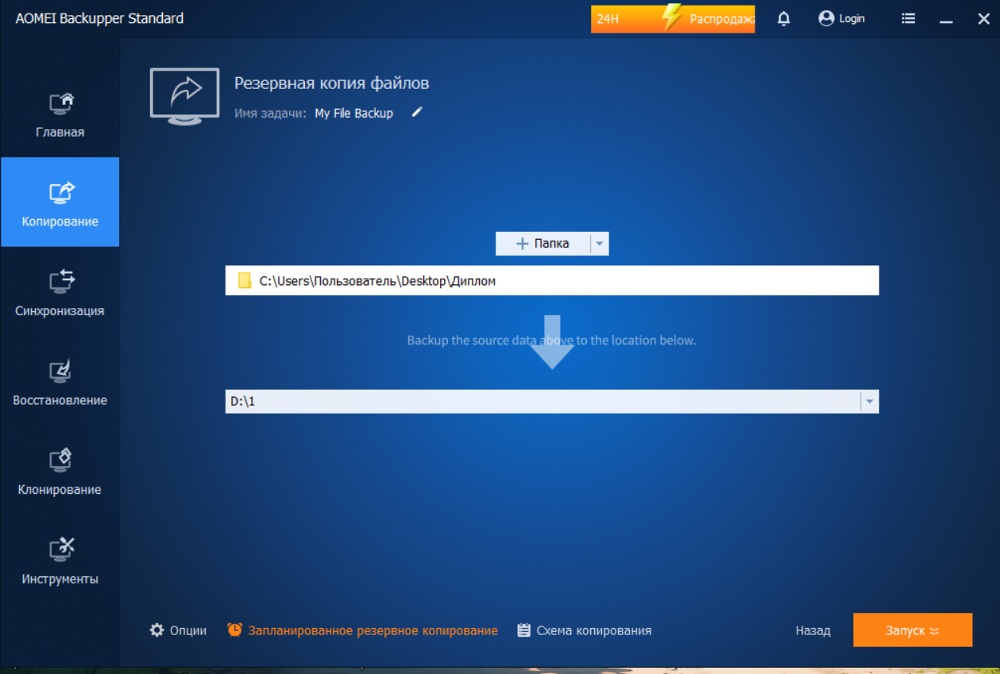 AOMEI Backupper Standard
24H Распродаж
Login
Резервная копия файлов
Имя задачи: My File Backup
Главная
Копирование
Синхронизация
Восстановление
Клонирование
Инструменты
Папка
C:\Users\Пользователь\Desktop\Диплом
Backup the source data above to the location below.
D:\1
Опции
Запланированное резервное копирование
Схема копирования
Назад
Запуск